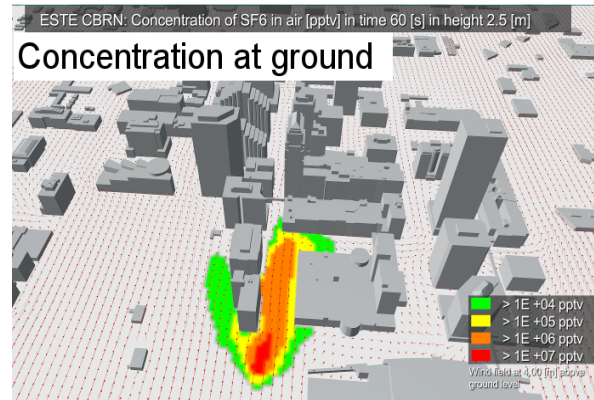 ESTE CBRN: Concentration of SF6 in air [pptv] in time 60 [s] in height 2.5 [m]
Concentration at ground
> 1E +04 pptv
> 1E +05 pptv
> 1E +06 pptv
> 1E +07 pptv
Wind field at 4,00 [m] above
ground level